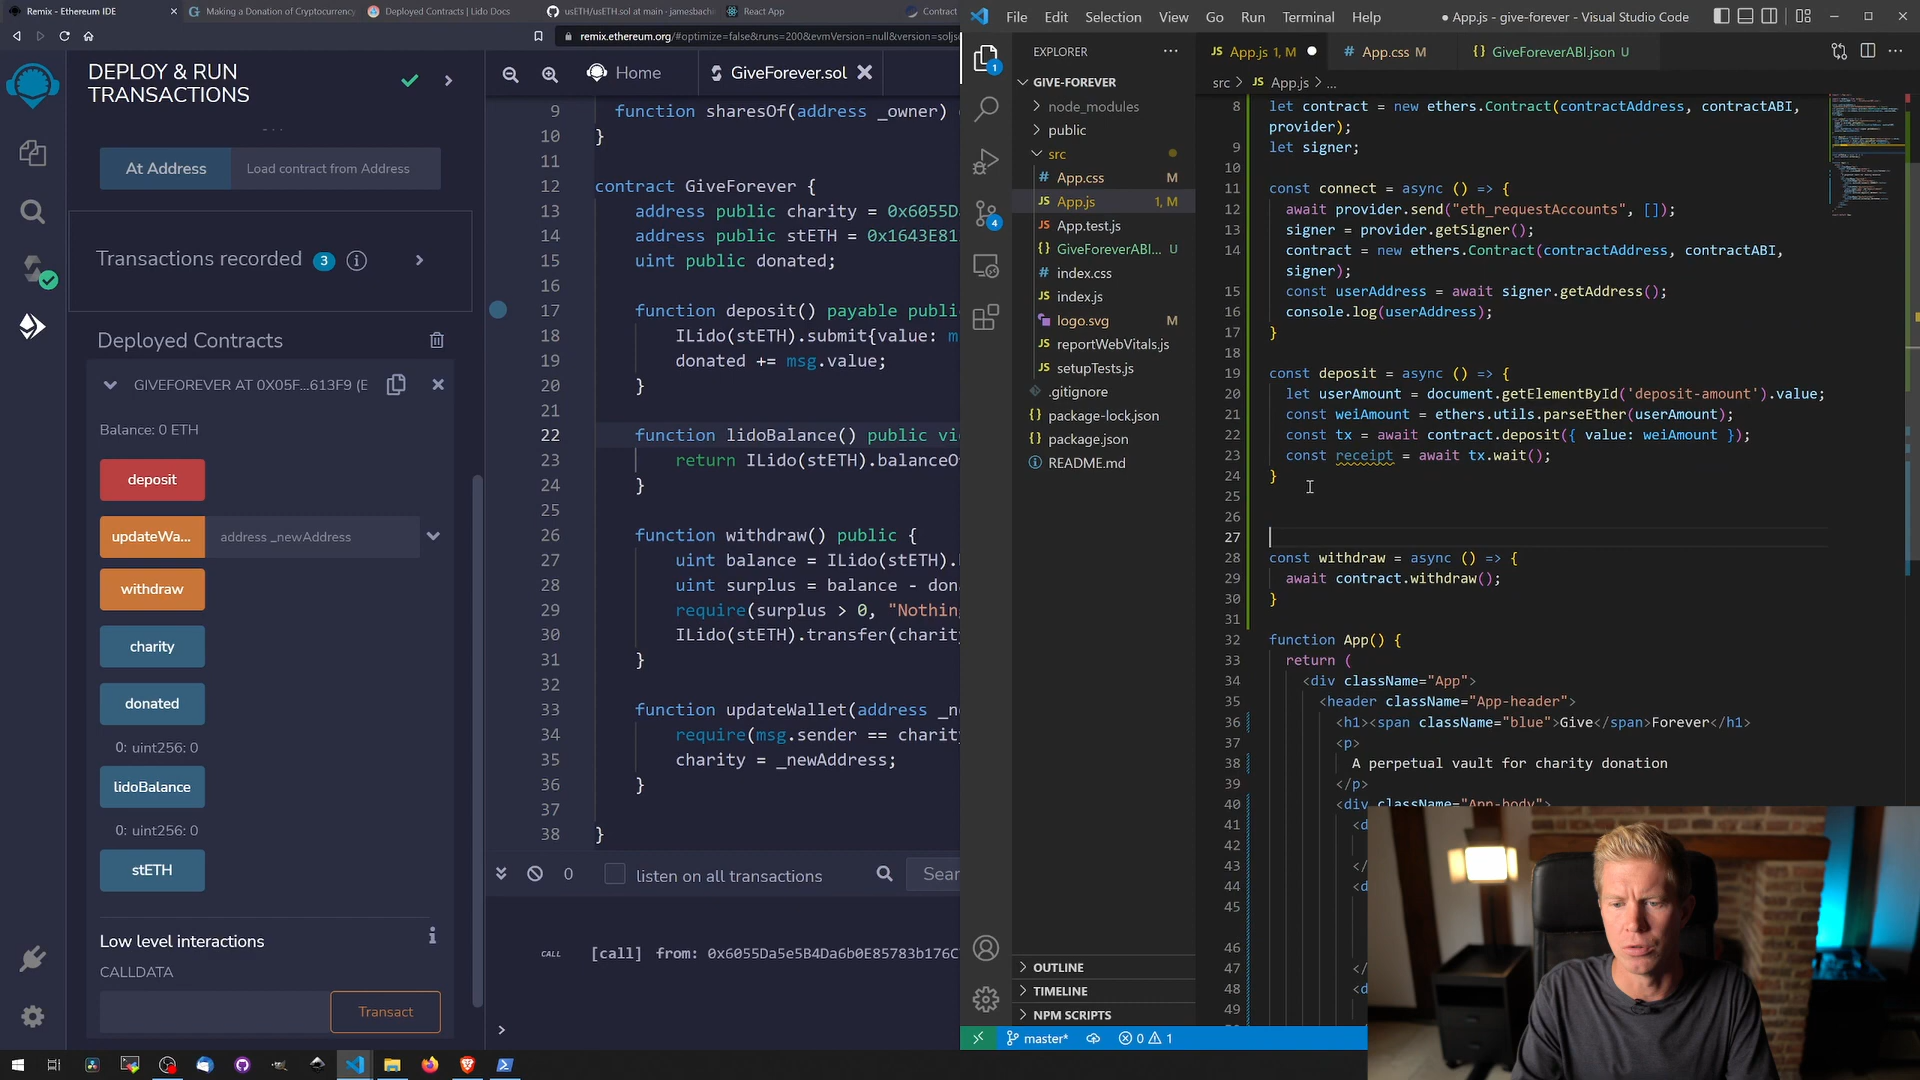 Remix - Ethereum IDE
Making a Donation of Cryptocurrency
Deployed Contracts | Lido Docs
usETH/usETH.sol at main · jamesbachi
React App
Contract
remix.ethereum.org/#optimize=false&runs=200&evmVersion=null&version=soljs
DEPLOY & RUN
TRANSACTIONS
At Address
Load contract from Address
Transactions recorded 3
Deployed Contracts
GIVEFOREVER AT 0X05F...613F9 (E
Balance: 0 ETH
deposit
updateWa...
address _newAddress
withdraw
charity
donated
0: uint256: 0
lidoBalance
0: uint256: 0
stETH
Low level interactions
CALLDATA
Transact
Home
GiveForever.sol
9 function sharesOf(address _owner)
10 }
11
12 contract GiveForever {
13 address public charity = 0x6055D
14 address public stETH = 0x1643E81
15 uint public donated;
16
17 function deposit() payable public
18 ILido(stETH).submit{value: m
19 donated += msg.value;
20 }
21
22 function lidoBalance() public vi
23 return ILido(stETH).balanceO
24 }
25
26 function withdraw() public {
27 uint balance = ILido(stETH).
28 uint surplus = balance - don
29 require(surplus > 0, "Nothin
30 ILido(stETH).transfer(charit
31 }
32
33 function updateWallet(address _n
34 require(msg.sender == charit
35 charity = _newAddress;
36 }
37
38 }
0
listen on all transactions
Sear
CALL [call] from: 0x6055Da5e5B4Da6b0E85783b176C
>
File Edit Selection View Go Run Terminal Help
● App.js - give-forever - Visual Studio Code
EXPLORER
GIVE-FOREVER
node_modules
public
src
App.css M
App.js 1, M
App.test.js
GiveForeverABI... U
index.css
index.js
logo.svg M
reportWebVitals.js
setupTests.js
.gitignore
package-lock.json
package.json
README.md
OUTLINE
TIMELINE
NPM SCRIPTS
1
4
App.js 1, M
App.css M
GiveForeverABI.json U
src > JS App.js > ...
8 let contract = new ethers.Contract(contractAddress, contractABI,
provider);
9 let signer;
10
11 const connect = async () => {
12 await provider.send("eth_requestAccounts", []);
13 signer = provider.getSigner();
14 contract = new ethers.Contract(contractAddress, contractABI,
signer);
15 const userAddress = await signer.getAddress();
16 console.log(userAddress);
17 }
18
19 const deposit = async () => {
20 let userAmount = document.getElementById('deposit-amount').value;
21 const weiAmount = ethers.utils.parseEther(userAmount);
22 const tx = await contract.deposit({ value: weiAmount });
23 const receipt = await tx.wait();
24 }
25
26
27
28 const withdraw = async () => {
29 await contract.withdraw();
30 }
31
32 function App() {
33 return (
34 <div className="App">
35 <header className="App-header">
36 <h1><span className="blue">Give</span>Forever</h1>
37 <p>
38 A perpetual vault for charity donation
39 </p>
40 <div className="App-body">
41 <d
42
43 </
44 <d
45
46
47 </
48 <d
49
master* 0 1